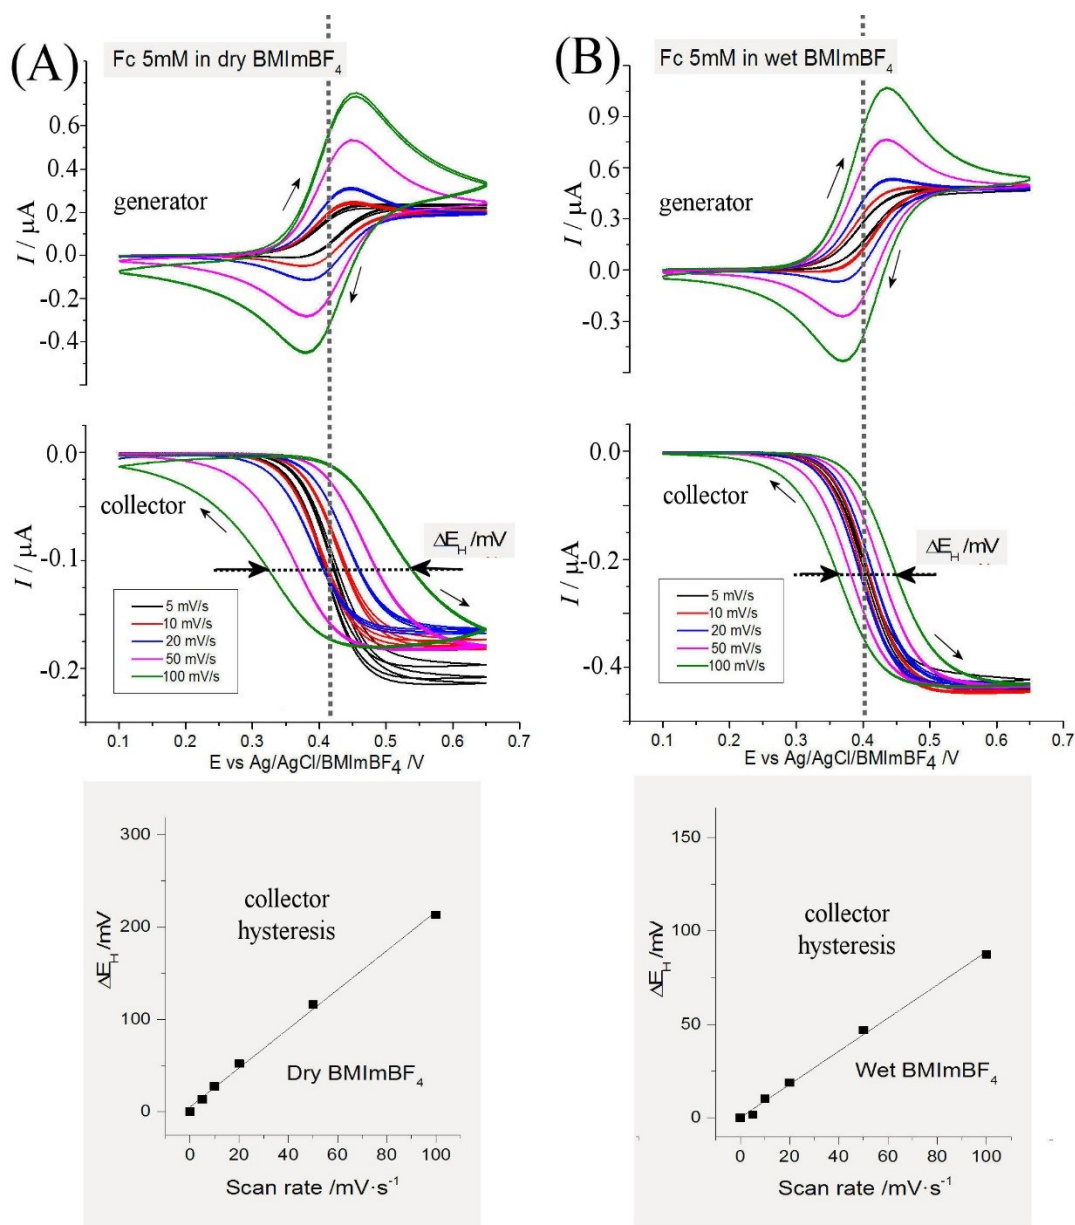 (A)
Fc 5mM in dry BMImBF₄
0.6
0.4
0.2
0.0
-0.2
-0.4
I / μA
generator
0.0
-0.1
-0.2
I / μA
collector
ΔE_H /mV
5 mV/s
10 mV/s
20 mV/s
50 mV/s
100 mV/s
0.1 0.2 0.3 0.4 0.5 0.6 0.7
E vs Ag/AgCl/BMImBF₄ /V
300
200
100
0
ΔE_H /mV
collector
hysteresis
Dry BMImBF₄
0 20 40 60 80 100
Scan rate /mV·s⁻¹
(B)
Fc 5mM in wet BMImBF₄
0.9
0.6
0.3
0.0
-0.3
I / μA
generator
0.0
-0.2
-0.4
I / μA
collector
ΔE_H /mV
5 mV/s
10 mV/s
20 mV/s
50 mV/s
100 mV/s
0.1 0.2 0.3 0.4 0.5 0.6 0.7
E vs Ag/AgCl/BMImBF₄ /V
150
100
50
0
ΔE_H /mV
collector
hysteresis
Wet BMImBF₄
0 20 40 60 80 100
Scan rate /mV·s⁻¹